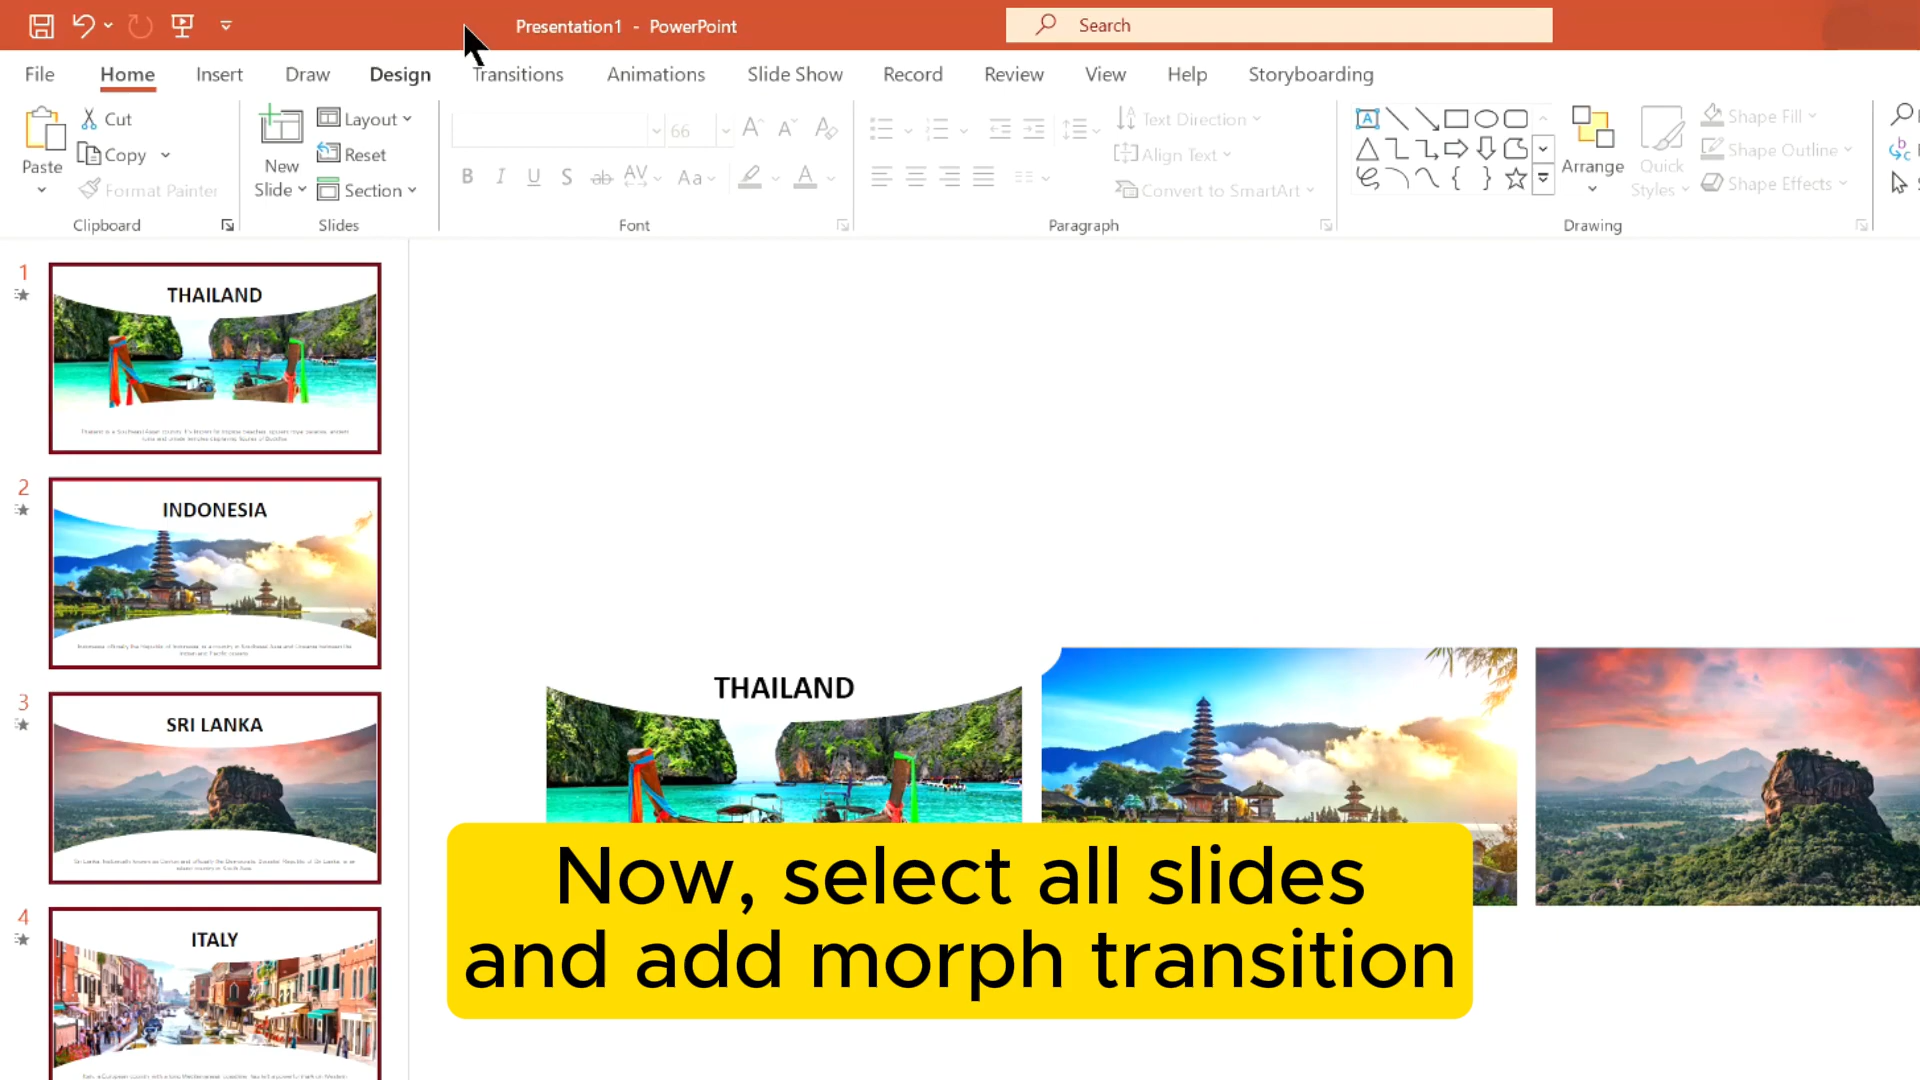 Presentation1 - PowerPoint
Search
File Home Insert Draw Design Transitions Animations Slide Show Record Review View Help Storyboarding
Paste
Cut
Copy
Format Painter
Clipboard
New
Slide
Layout
Reset
Section
Slides
66
B I U S ab AV Aa A
Font
Text Direction
Align Text
Convert to SmartArt
Paragraph
Arrange
Quick
Styles
Shape Fill
Shape Outline
Shape Effects
Drawing
1
THAILAND
2
INDONESIA
3
SRI LANKA
4
ITALY
THAILAND
Now, select all slides
and add morph transition